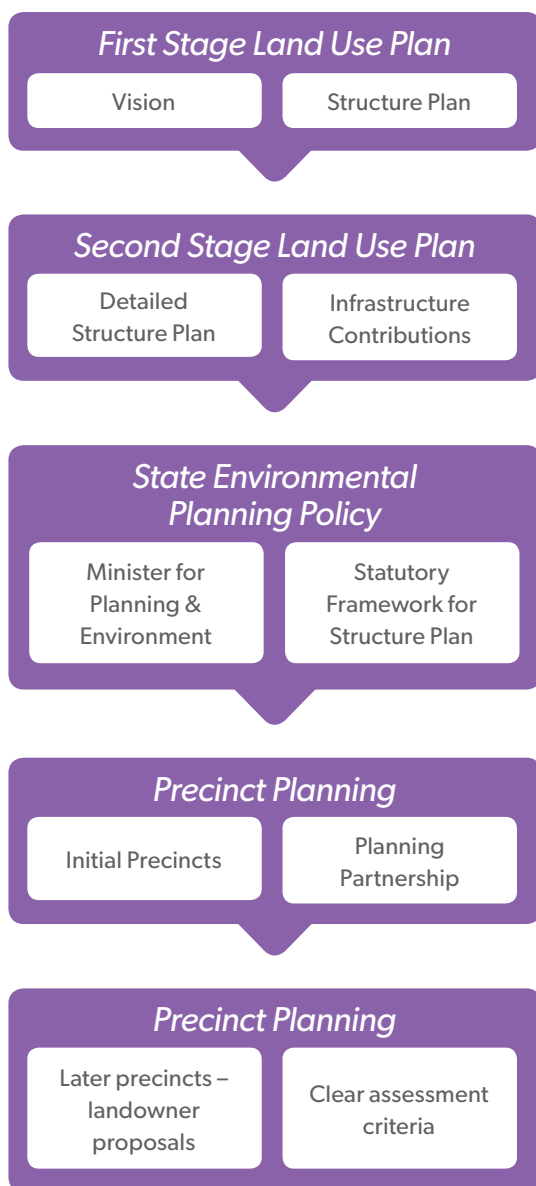 First Stage Land Use Plan
Vision
Structure Plan
Second Stage Land Use Plan
Detailed
Structure Plan
Infrastructure
Contributions
State Environmental
Planning Policy
Minister for
Planning &
Environment
Statutory
Framework for
Structure Plan
Precinct Planning
Initial Precincts
Planning
Partnership
Precinct Planning
Later precincts –
landowner
proposals
Clear assessment
criteria